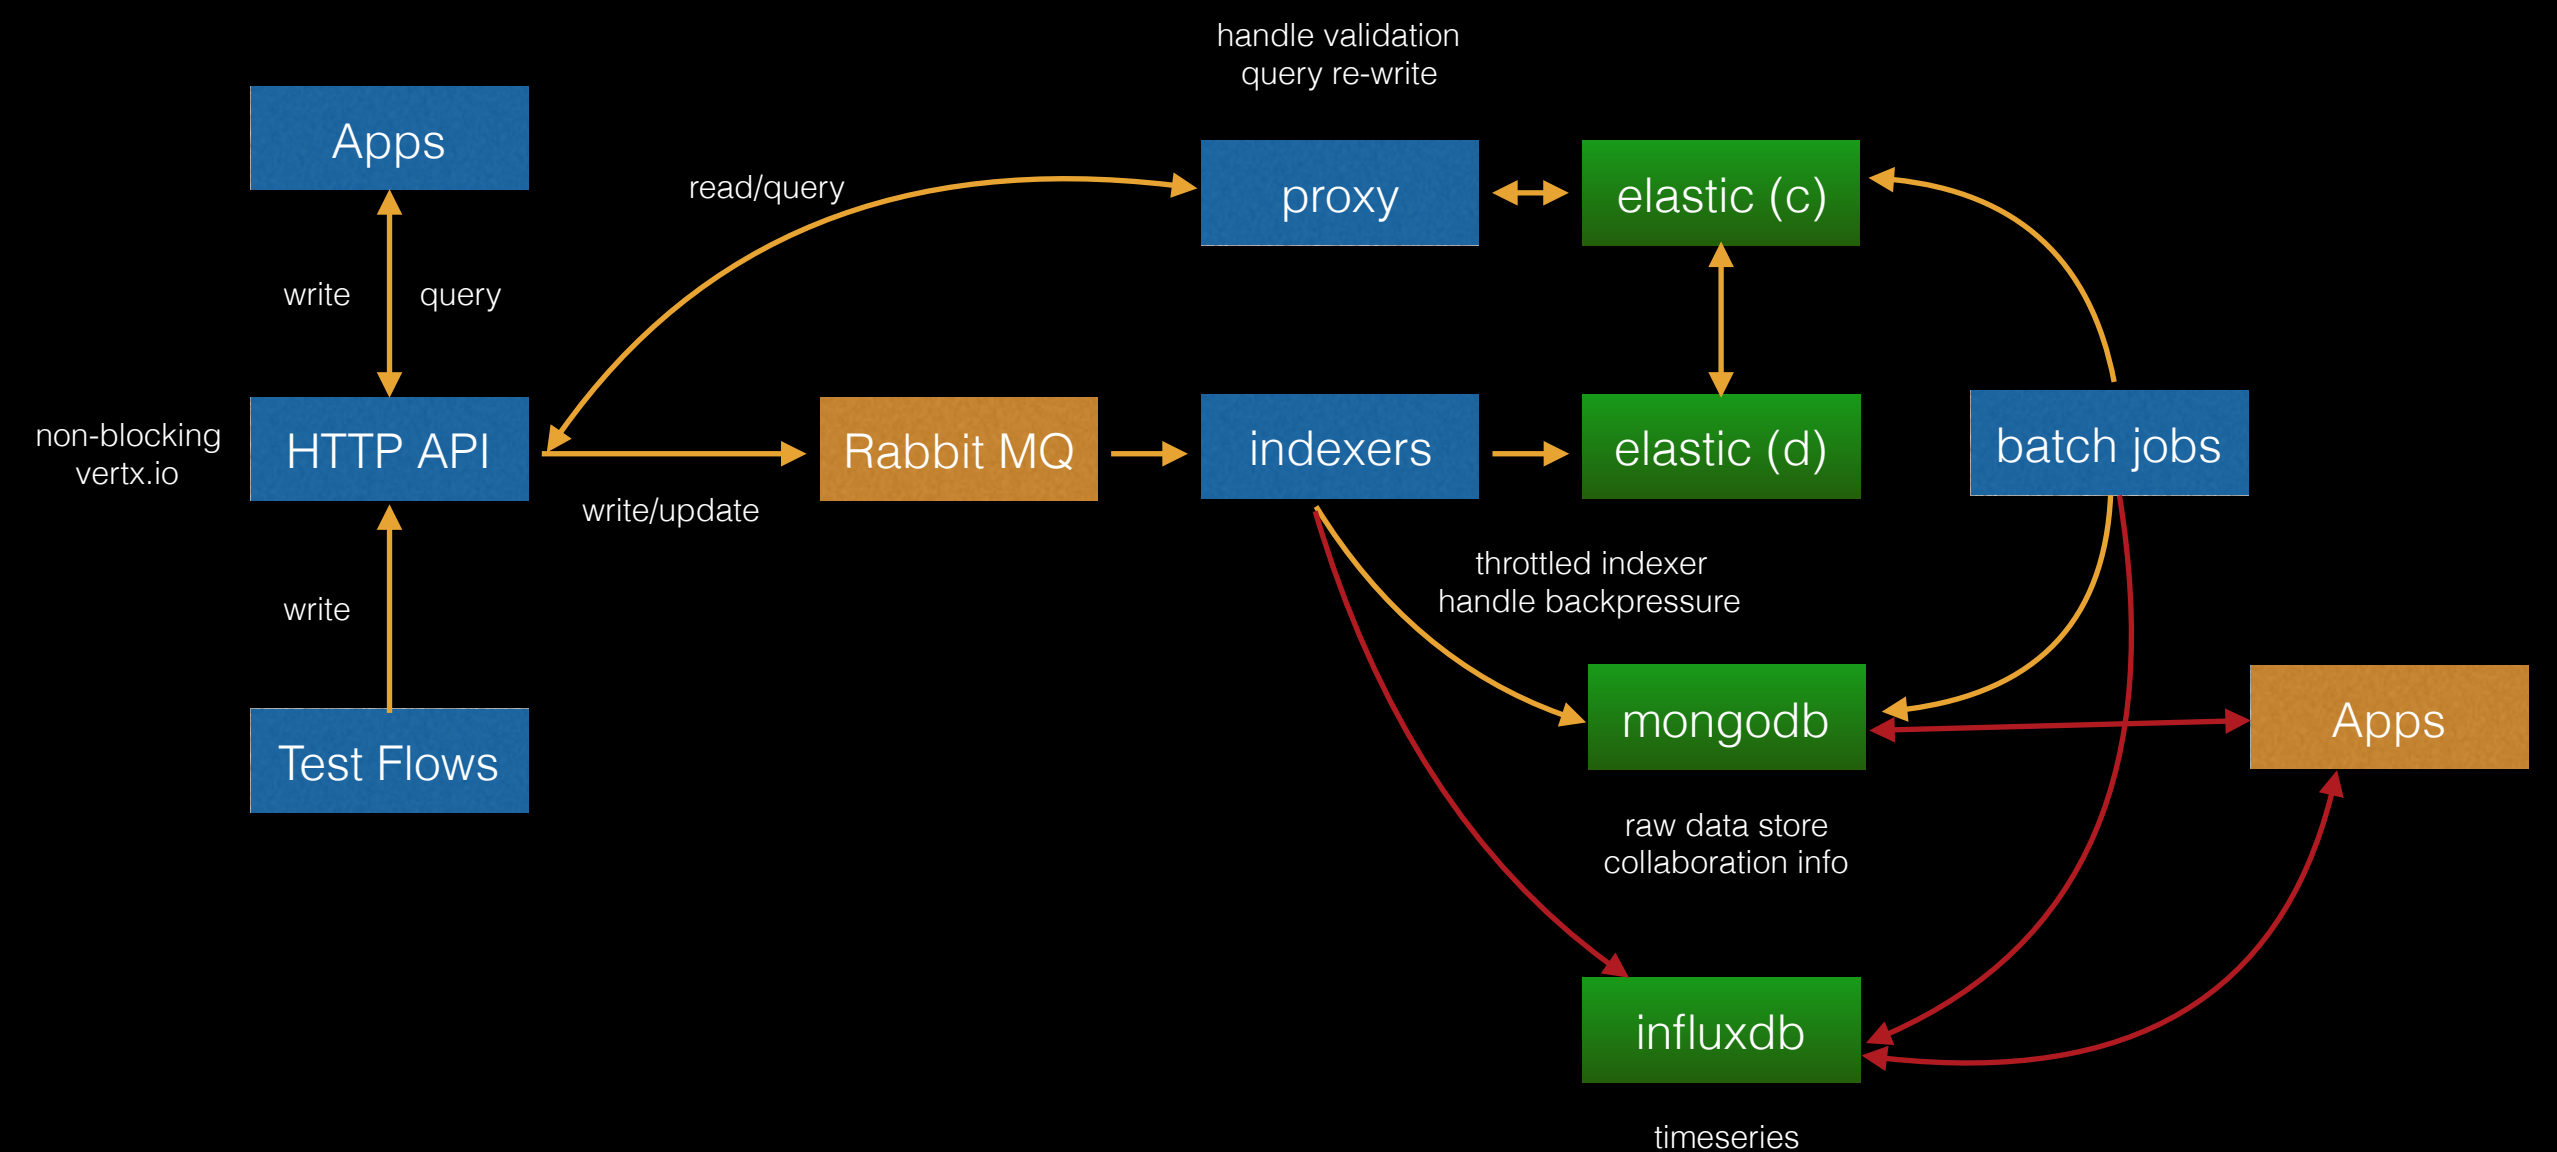 handle validation
query re-write
Apps
read/query
proxy
elastic (c)
write
query
non-blocking
vertx.io
HTTP API
Rabbit MQ
indexers
elastic (d)
batch jobs
write/update
throttled indexer
handle backpressure
write
mongodb
Apps
Test Flows
raw data store
collaboration info
influxdb
timeseries